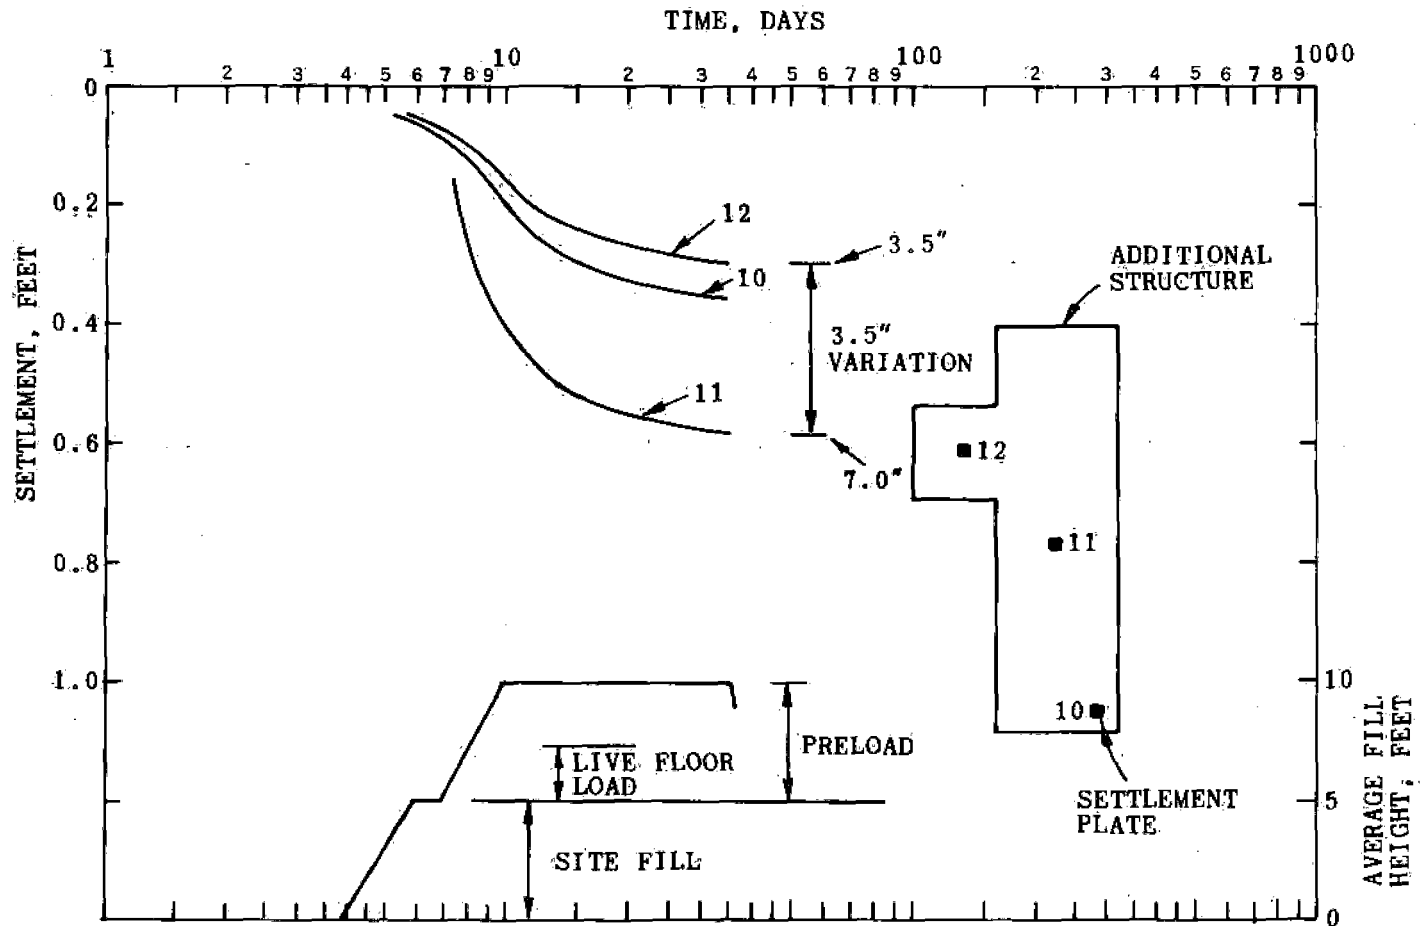 TIME, DAYS
1 10 100 1000
2 3 4 5 6 7 8 9 2 3 4 5 6 7 8 9 2 3 4 5 6 7 8 9
0
0.2
0.4
0.6
0.8
1.0
SETTLEMENT, FEET
12
10
11
3.5"
3.5"
VARIATION
7.0"
ADDITIONAL
STRUCTURE
12
11
10
SETTLEMENT
PLATE
PRELOAD
LIVE FLOOR
LOAD
SITE FILL
10
5
0
AVERAGE FILL
HEIGHT, FEET